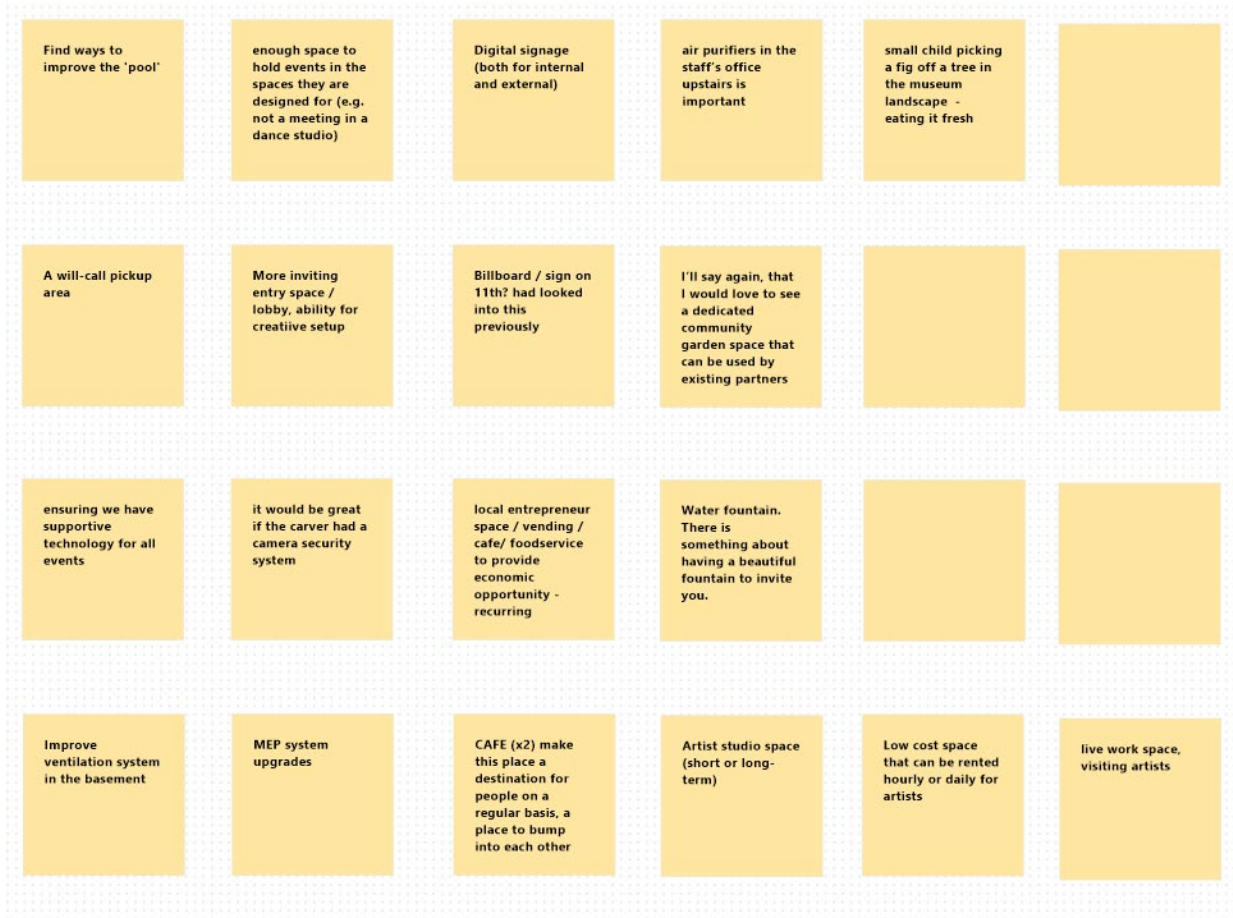 Find ways to
improve the 'pool'
enough space to
hold events in the
spaces they are
designed for (e.g.
not a meeting in a
dance studio)
Digital signage
(both for internal
and external)
air purifiers in the
staff's office
upstairs is
important
small child picking
a fig off a tree in
the museum
landscape -
eating it fresh
A will-call pickup
area
More inviting
entry space /
lobby, ability for
creatiive setup
Billboard / sign on
11th? had looked
into this
previously
I'll say again, that
I would love to see
a dedicated
community
garden space that
can be used by
existing partners
ensuring we have
supportive
technology for all
events
it would be great
if the carver had a
camera security
system
local entrepreneur
space / vending /
cafe/ foodservice
to provide
economic
opportunity -
recurring
Water fountain.
There is
something about
having a beautiful
fountain to invite
you.
Improve
ventilation system
in the basement
MEP system
upgrades
CAFE (x2) make
this place a
destination for
people on a
regular basis, a
place to bump
into each other
Artist studio space
(short or long-
term)
Low cost space
that can be rented
hourly or daily for
artists
live work space,
visiting artists